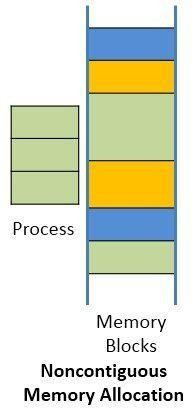 Process
Memory
Blocks
Noncontiguous
Memory Allocation